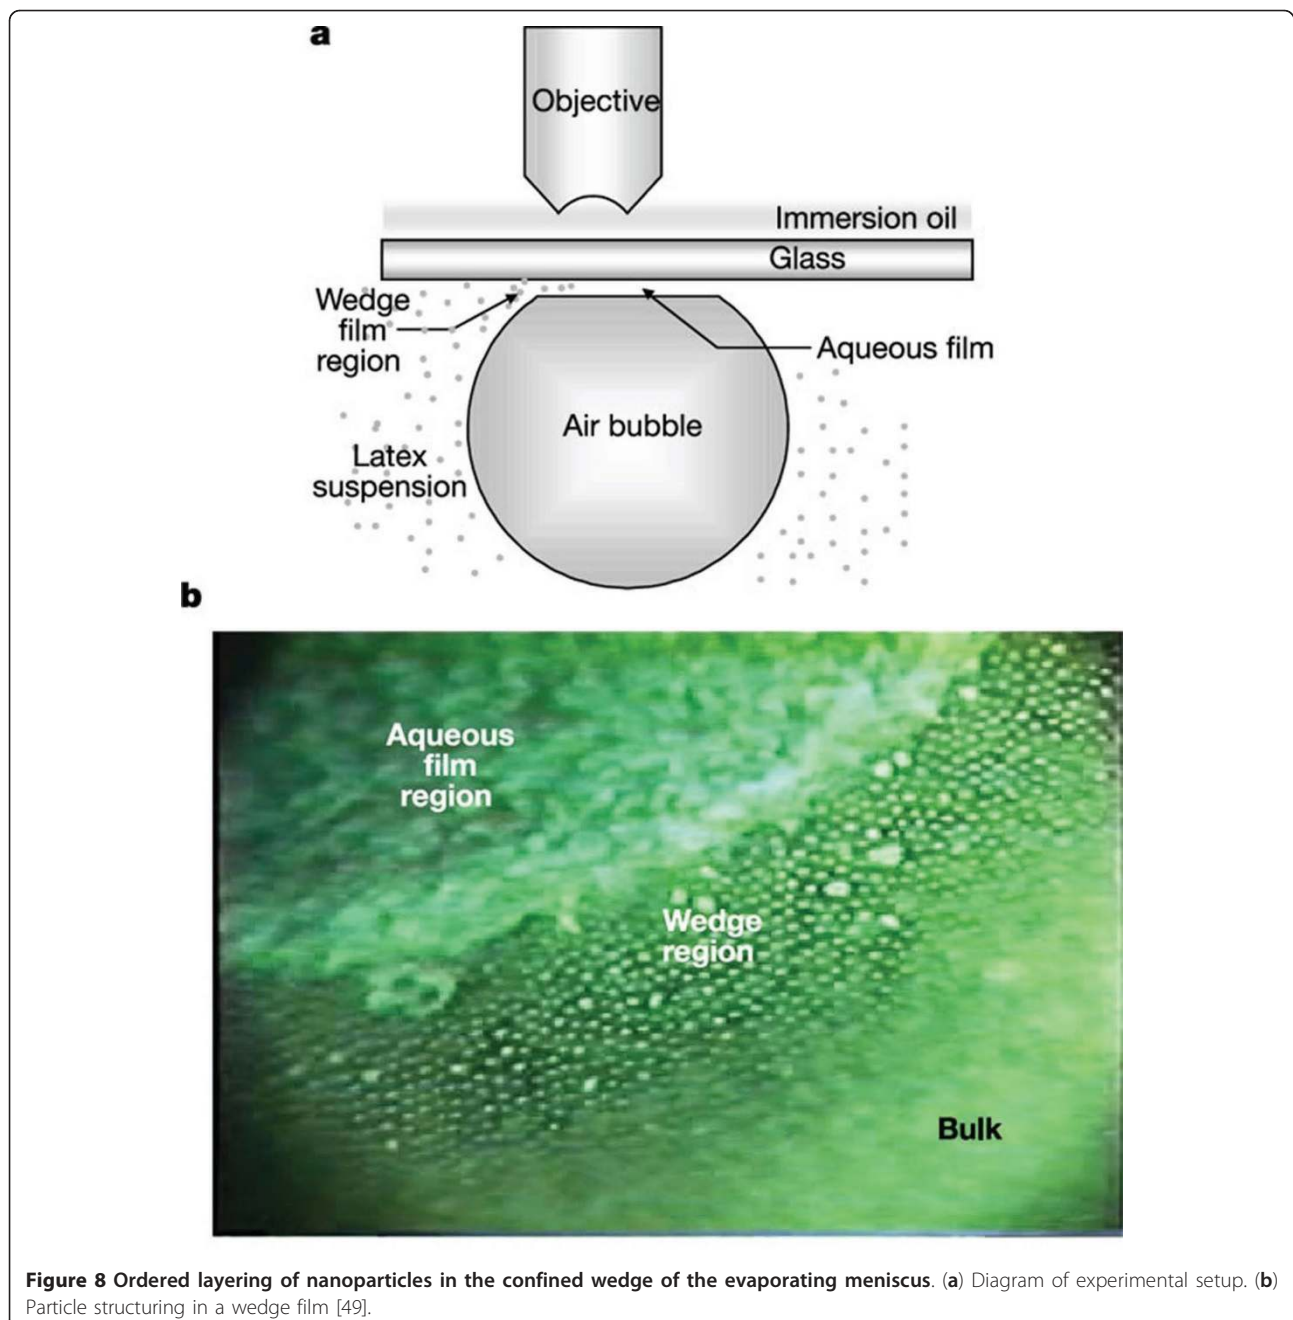 a
Objective
Immersion oil
Glass
Wedge
film
region
Aqueous film
Air bubble
Latex
suspension
b
Aqueous
film
region
Wedge
region
Bulk
Figure 8 Ordered layering of nanoparticles in the confined wedge of the evaporating meniscus. (a) Diagram of experimental setup. (b)
Particle structuring in a wedge film [49].